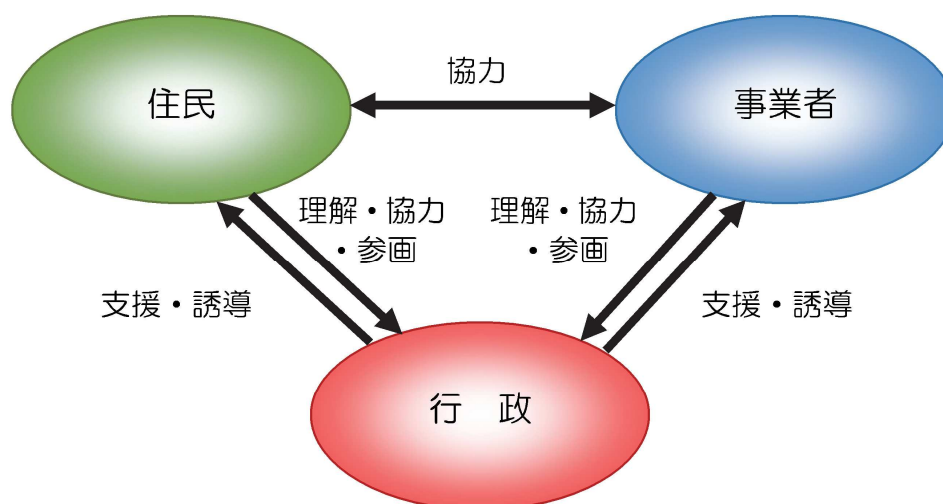 協力
住民
事業者
理解・協力
・参画
理解・協力
・参画
支援・誘導
支援・誘導
行　政